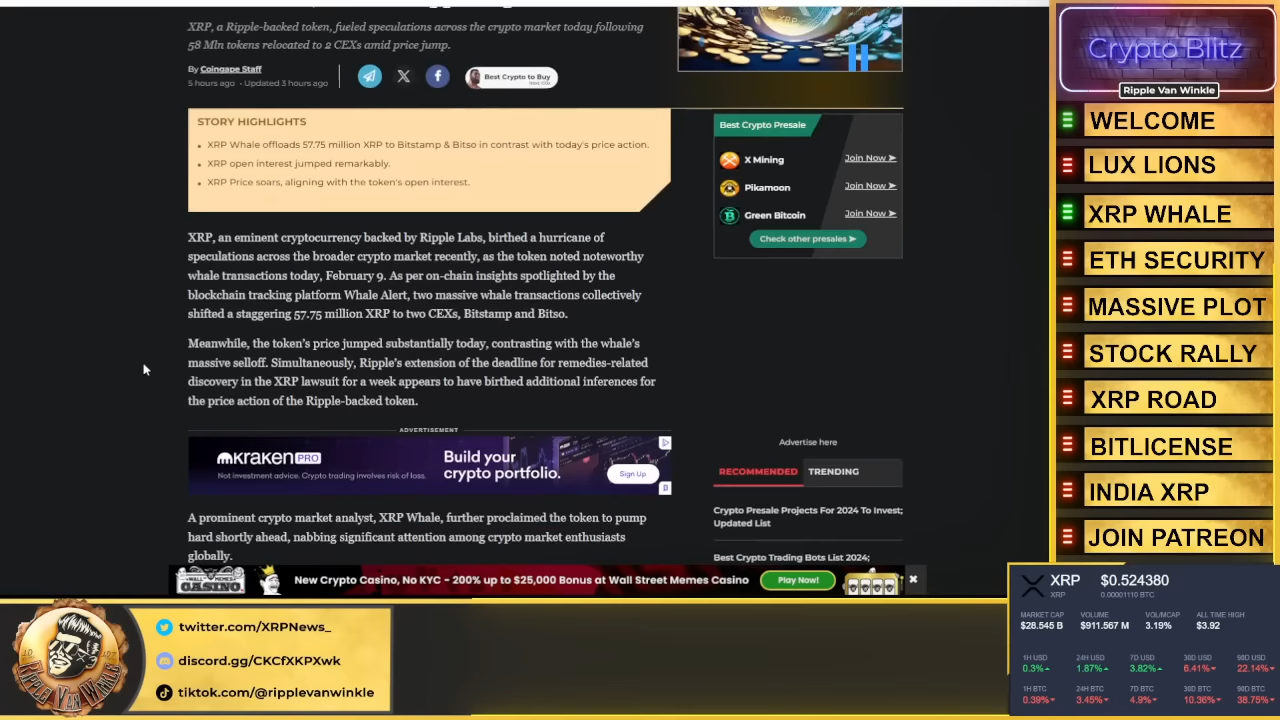 XRP, a Ripple-backed token, fueled speculations across the crypto market today following
58 Mln tokens relocated to 2 CEXs amid price jump.
By Coingape Staff
5 hours ago • Updated 3 hours ago
Best Crypto to Buy
STORY HIGHLIGHTS
XRP Whale offloads 57.75 million XRP to Bitstamp & Bitso in contrast with today's price action.
XRP open interest jumped remarkably.
XRP Price soars, aligning with the token's open interest.
XRP, an eminent cryptocurrency backed by Ripple Labs, birthed a hurricane of
speculations across the broader crypto market recently, as the token noted noteworthy
whale transactions today, February 9. As per on-chain insights spotlighted by the
blockchain tracking platform Whale Alert, two massive whale transactions collectively
shifted a staggering 57.75 million XRP to two CEXs, Bitstamp and Bitso.
Meanwhile, the token's price jumped substantially today, contrasting with the whale's
massive selloff. Simultaneously, Ripple's extension of the deadline for remedies-related
discovery in the XRP lawsuit for a week appears to have birthed additional inferences for
the price action of the Ripple-backed token.
ADVERTISEMENT
mKraken PRO
Not investment advice. Crypto trading involves risk of loss.
Build your
crypto portfolio.
Sign Up
A prominent crypto market analyst, XRP Whale, further proclaimed the token to pump
hard shortly ahead, nabbing significant attention among crypto market enthusiasts
globally.
Best Crypto Presale
X Mining Join Now ➤
Pikamoon Join Now ➤
Green Bitcoin Join Now ➤
Check other presales ➤
Advertise here
RECOMMENDED TRENDING
Crypto Presale Projects For 2024 To Invest;
Updated List
Best Crypto Trading Bots List 2024;
WALL STREET MEMES
CASINO
New Crypto Casino, No KYC - 200% up to $25,000 Bonus at Wall Street Memes Casino
Play Now!
Crypto Blitz
Ripple Van Winkle
WELCOME
LUX LIONS
XRP WHALE
ETH SECURITY
MASSIVE PLOT
STOCK RALLY
XRP ROAD
BITLICENSE
INDIA XRP
JOIN PATREON
XRP $0.524380
XRP 0.00001110 BTC
MARKET CAP VOLUME VOL/MCAP ALL TIME HIGH
$28.545 B $911.567 M 3.19% $3.92
1H USD 24H USD 7D USD 30D USD 90D USD
0.3% 1.87% 3.82% 6.41% 22.14%
1H BTC 24H BTC 7D BTC 30D BTC 90D BTC
0.39% 3.45% 4.9% 10.36% 38.75%
RIPPLE VAN WINKLE
twitter.com/XRPNews_
discord.gg/CKCfXKPXwk
tiktok.com/@ripplevanwinkle